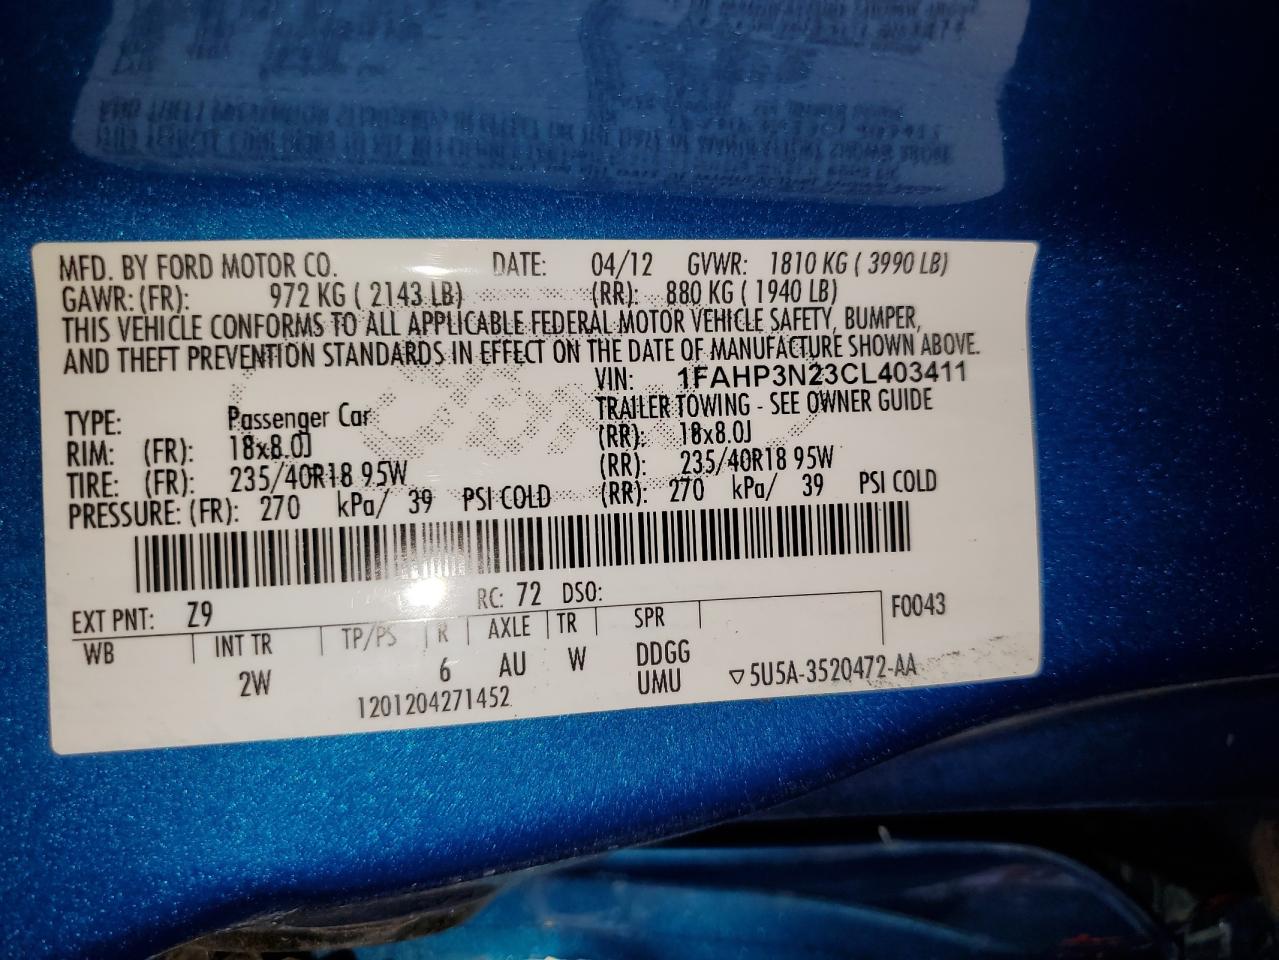 MFD. BY FORD MOTOR CO. DATE: 04/12 GVWR: 1810 KG ( 3990 LB)
GAWR: (FR): 972 KG ( 2143 LB) (RR): 880 KG ( 1940 LB)
THIS VEHICLE CONFORMS TO ALL APPLICABLE FEDERAL MOTOR VEHICLE SAFETY, BUMPER,
AND THEFT PREVENTION STANDARDS IN EFFECT ON THE DATE OF MANUFACTURE SHOWN ABOVE.
VIN: 1FAHP3N23CL403411
TYPE: Passenger Car TRAILER TOWING - SEE OWNER GUIDE
RIM: (FR): 18x8.0J (RR): 18x8.0J
TIRE: (FR): 235/40R18 95W (RR): 235/40R18 95W
PRESSURE: (FR): 270 kPa/ 39 PSI COLD (RR): 270 kPa/ 39 PSI COLD
EXT PNT: Z9 RC: 72 DSO:
WB INT TR TP/PS R AXLE TR SPR F0043
2W 6 AU W DDGG
UMU ▽5U5A-3520472-AA
1201204271452